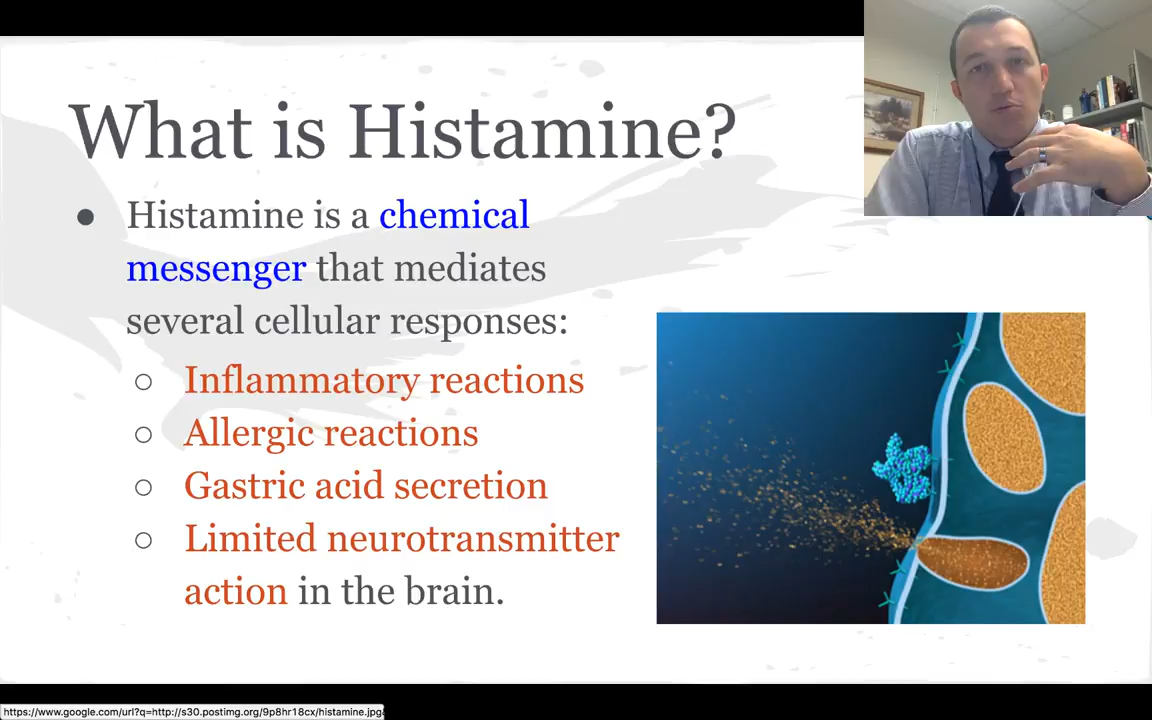 What is Histamine?
● Histamine is a chemical
messenger that mediates
several cellular responses:
○ Inflammatory reactions
○ Allergic reactions
○ Gastric acid secretion
○ Limited neurotransmitter
action in the brain.
https://www.google.com/url?q=http://s30.postimg.org/9p8hr18cx/histamine.jpg&